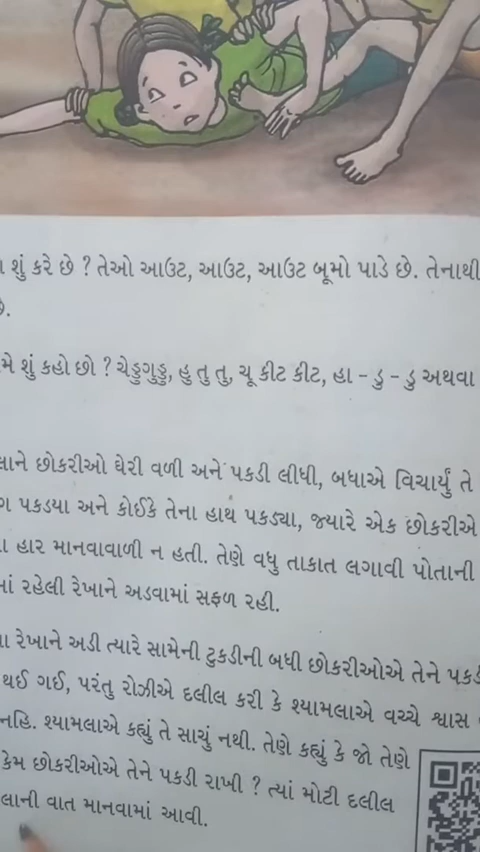 શું કરે છે ? તેઓ આઉટ, આઉટ, આઉટ બૂમો પાડે છે. તેનાથી
છે.
શું કહો છો ? ચેડુગુડુ, હુ તુ તુ, ચૂ કીટ કીટ, હા - ડુ - ડુ અથવા
છોકરીઓ ઘેરી વળી અને પકડી લીધી, બધાએ વિચાર્યું તે
પકડયા અને કોઈકે તેના હાથ પકડ્યા, જ્યારે એક છોકરીએ
હાર માનવાવાળી ન હતી. તેણે વધુ તાકાત લગાવી પોતાની
રહેલી રેખાને અડવામાં સફળ રહી.
રેખાને અડી ત્યારે સામેની ટુકડીની બધી છોકરીઓએ તેને પકડ
થઈ ગઈ, પરંતુ રોઝીએ દલીલ કરી કે શ્યામલાએ વચ્ચે શ્વાસ
નહિ. શ્યામલાએ કહ્યું તે સાચું નથી. તેણે કહ્યું કે જો તેણે
કેમ છોકરીઓએ તેને પકડી રાખી ? ત્યાં મોટી દલીલ
લાની વાત માનવામાં આવી.